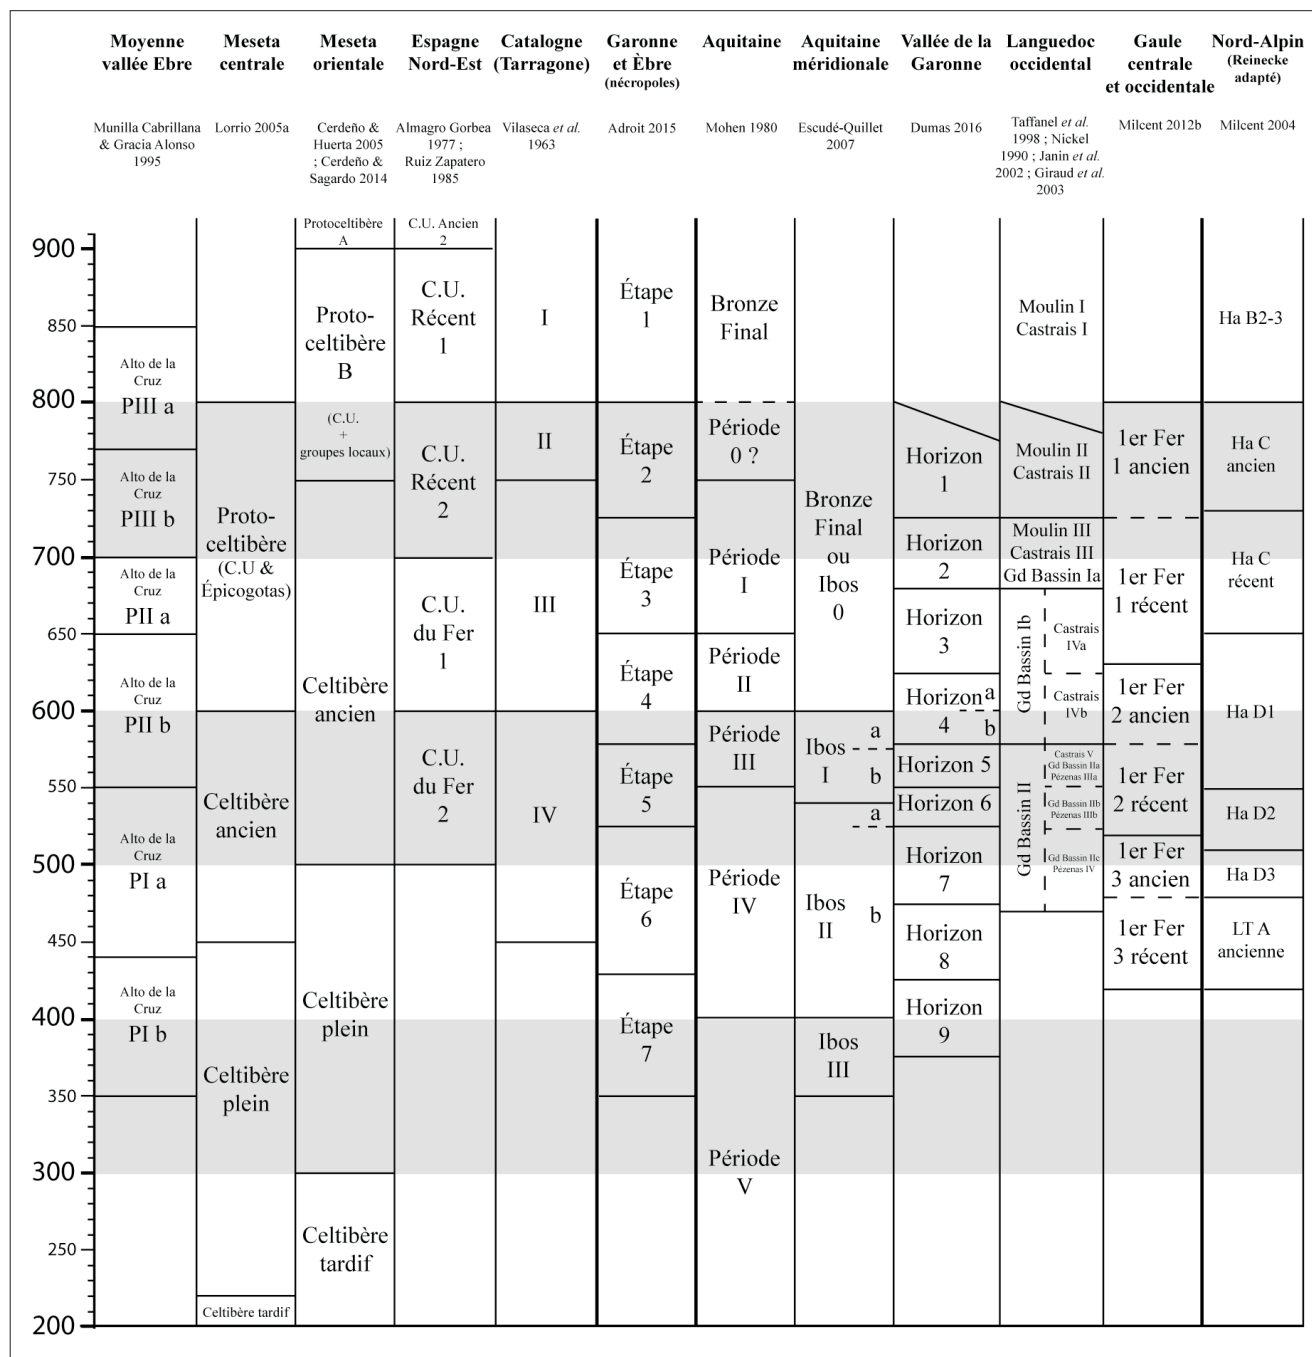 Moyenne
vallée Ebre
Munilla Cabrillana
& Gracia Alonso
1995
Meseta
centrale
Lorrio 2005a
Meseta
orientale
Cerdeño &
Huerta 2005
; Cerdeño &
Sagardo 2014
Espagne
Nord-Est
Almagro Gorbea
1977 ;
Ruiz Zapatero
1985
Catalogne
(Tarragone)
Vilaseca et al.
1963
Garonne
et Èbre
(nécropoles)
Adroit 2015
Aquitaine
Mohen 1980
Aquitaine
méridionale
Escudé-Quillet
2007
Vallée de la
Garonne
Dumas 2016
Languedoc
occidental
Taffanel et al.
1998 ; Nickel
1990 ; Janin et al.
2002 ; Giraud et al.
2003
Gaule
centrale
et occidentale
Milcent 2012b
Nord-Alpin
(Reinecke
adapté)
Milcent 2004
900
850
800
750
700
650
600
550
500
450
400
350
300
250
200
Alto de la
Cruz
PIII a
Alto de la
Cruz
PIII b
Alto de la
Cruz
PII a
Alto de la
Cruz
PII b
Alto de la
Cruz
PI a
Alto de la
Cruz
PI b
Proto-
celtibère
(C.U &
Épicogotas)
Celtibère
ancien
Celtibère
plein
Celtibère tardif
Protoceltibère
A
Proto-
celtibère
B
(C.U.
+
groupes locaux)
Celtibère
ancien
Celtibère
plein
Celtibère
tardif
C.U. Ancien
2
C.U.
Récent
1
C.U.
Récent
2
C.U.
du Fer
1
C.U.
du Fer
2
I
II
III
IV
Étape
1
Étape
2
Étape
3
Étape
4
Étape
5
Étape
6
Étape
7
Bronze
Final
Période
0 ?
Période
I
Période
II
Période
III
Période
IV
Période
V
Bronze
Final
ou
Ibos
0
Ibos
I
a
b
a
Ibos
II
b
Ibos
III
Horizon
1
Horizon
2
Horizon
3
Horizon
4
a
b
Horizon 5
Horizon 6
Horizon
7
Horizon
8
Horizon
9
Moulin I
Castrais I
Moulin II
Castrais II
Moulin III
Castrais III
Gd Bassin Ia
Gd Bassin Ib
Castrais
IVa
Castrais
IVb
Gd Bassin II
Castrais V
Gd Bassin IIa
Pézenas IIIa
Gd Bassin IIb
Pézenas IIIb
Gd Bassin IIc
Pézenas IV
1er Fer
1 ancien
1er Fer
1 récent
1er Fer
2 ancien
1er Fer
2 récent
1er Fer
3 ancien
1er Fer
3 récent
Ha B2-3
Ha C
ancien
Ha C
récent
Ha D1
Ha D2
Ha D3
LT A
ancienne